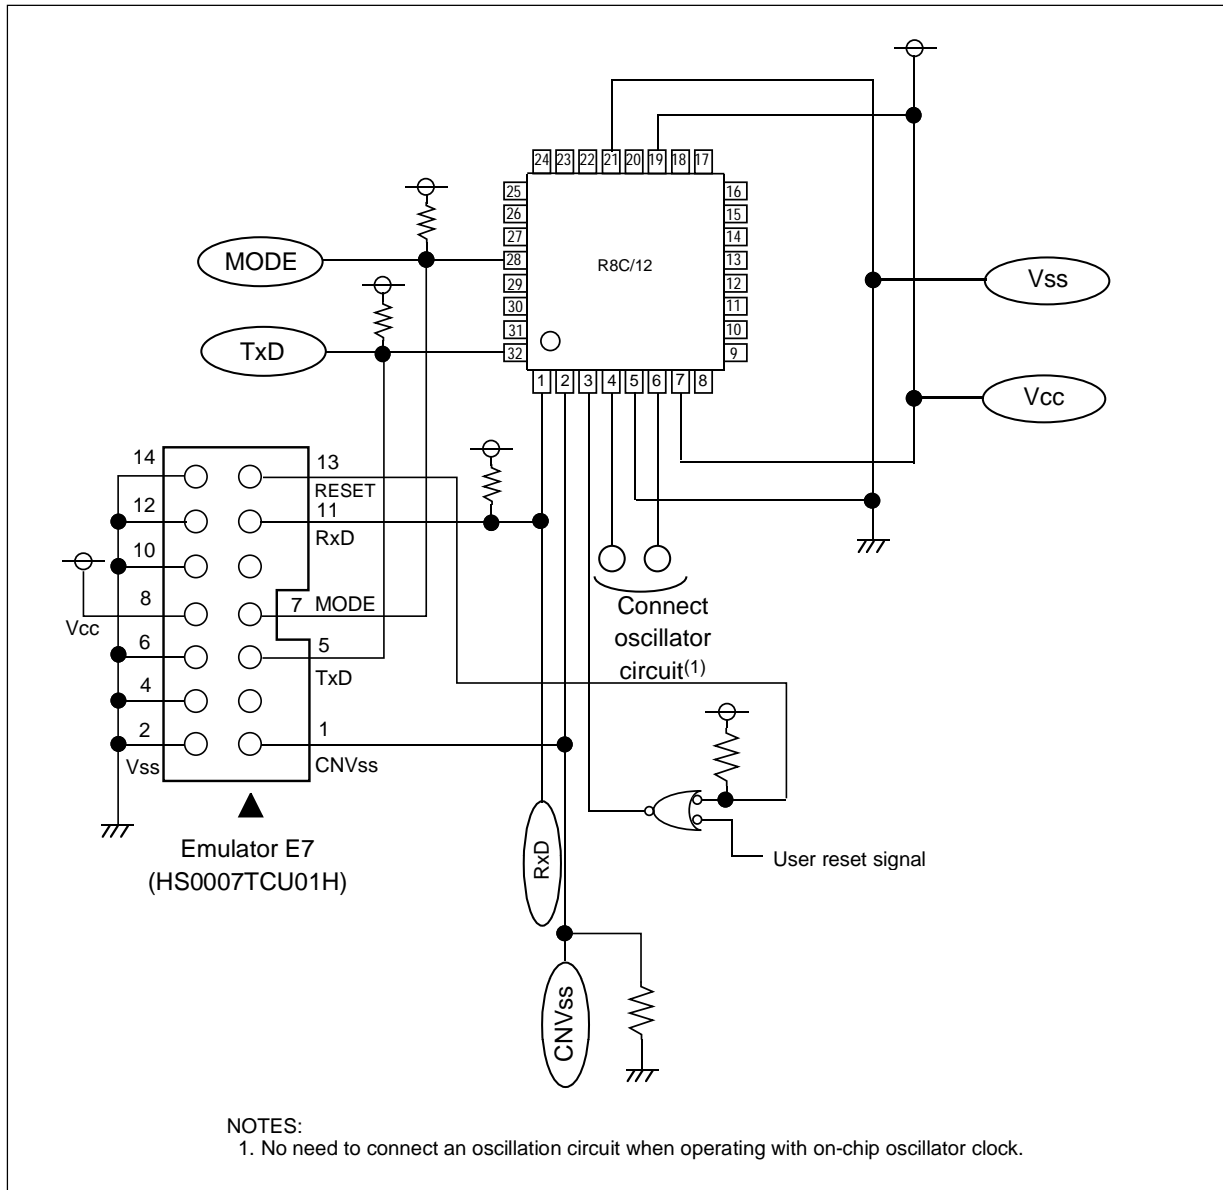 24 23 22 21 20 19 18 17
25
26
27
28
29
30
31
32
16
15
14
13
12
11
10
9
R8C/12
1 2 3 4 5 6 7 8
MODE
TxD
Vss
Vcc
14
12
10
8
Vcc
6
4
2
Vss
13
RESET
11
RxD
7 MODE
5
TxD
1
CNVss
Connect
oscillator
circuit(1)
Emulator E7
(HS0007TCU01H)
User reset signal
RxD
CNVss
NOTES:
1. No need to connect an oscillation circuit when operating with on-chip oscillator clock.